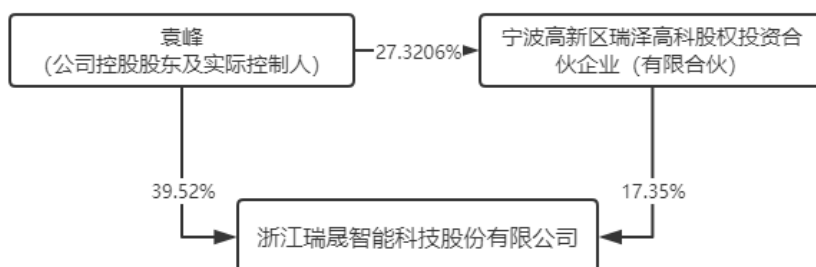 袁峰
(公司控股股东及实际控制人)
27.3206%
宁波高新区瑞泽高科股权投资合
伙企业（有限合伙）
39.52%
17.35%
浙江瑞晟智能科技股份有限公司